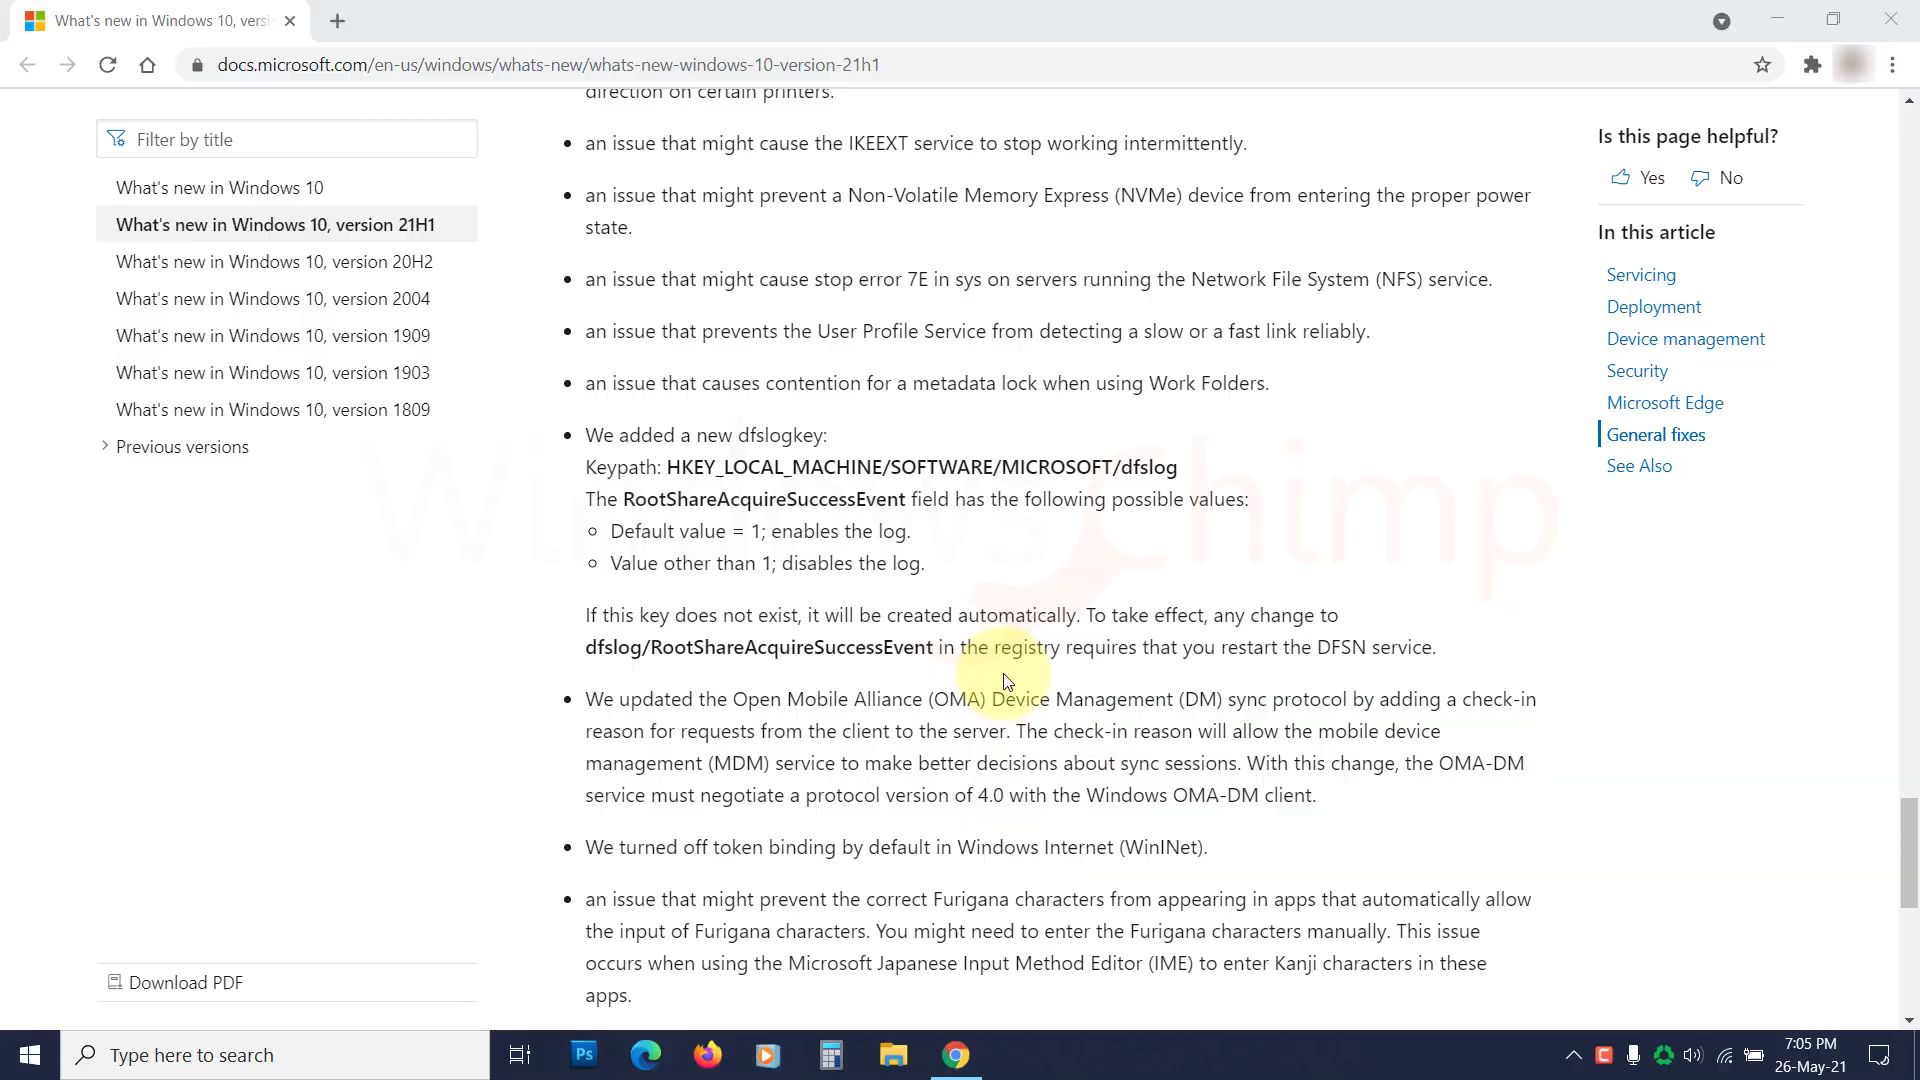 What's new in Windows 10, versi
docs.microsoft.com/en-us/windows/whats-new/whats-new-windows-10-version-21h1
Filter by title
What's new in Windows 10
What's new in Windows 10, version 21H1
What's new in Windows 10, version 20H2
What's new in Windows 10, version 2004
What's new in Windows 10, version 1909
What's new in Windows 10, version 1903
What's new in Windows 10, version 1809
Previous versions
Download PDF
direction on certain printers.
an issue that might cause the IKEEXT service to stop working intermittently.
an issue that might prevent a Non-Volatile Memory Express (NVMe) device from entering the proper power
state.
an issue that might cause stop error 7E in sys on servers running the Network File System (NFS) service.
an issue that prevents the User Profile Service from detecting a slow or a fast link reliably.
an issue that causes contention for a metadata lock when using Work Folders.
We added a new dfslogkey:
Keypath: HKEY_LOCAL_MACHINE/SOFTWARE/MICROSOFT/dfslog
The RootShareAcquireSuccessEvent field has the following possible values:
Default value = 1; enables the log.
Value other than 1; disables the log.
If this key does not exist, it will be created automatically. To take effect, any change to
dfslog/RootShareAcquireSuccessEvent in the registry requires that you restart the DFSN service.
We updated the Open Mobile Alliance (OMA) Device Management (DM) sync protocol by adding a check-in
reason for requests from the client to the server. The check-in reason will allow the mobile device
management (MDM) service to make better decisions about sync sessions. With this change, the OMA-DM
service must negotiate a protocol version of 4.0 with the Windows OMA-DM client.
We turned off token binding by default in Windows Internet (WinINet).
an issue that might prevent the correct Furigana characters from appearing in apps that automatically allow
the input of Furigana characters. You might need to enter the Furigana characters manually. This issue
occurs when using the Microsoft Japanese Input Method Editor (IME) to enter Kanji characters in these
apps.
Windows Chimp
Is this page helpful?
Yes No
In this article
Servicing
Deployment
Device management
Security
Microsoft Edge
General fixes
See Also
Type here to search
Ps
7:05 PM
26-May-21